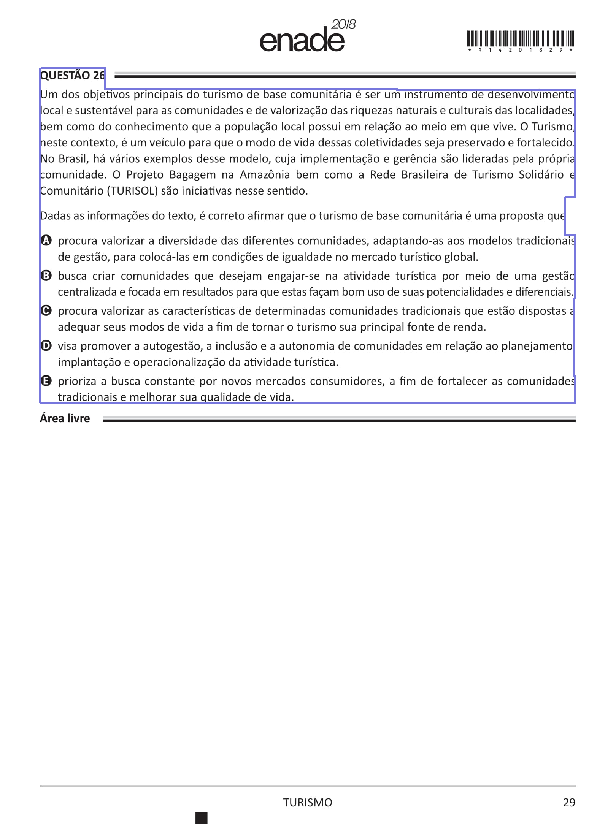 enade 2018
*R14201829*
QUESTÃO 26
Um dos objetivos principais do turismo de base comunitária é ser um instrumento de desenvolvimento
local e sustentável para as comunidades e de valorização das riquezas naturais e culturais das localidades,
bem como do conhecimento que a população local possui em relação ao meio em que vive. O Turismo,
neste contexto, é um veículo para que o modo de vida dessas coletividades seja preservado e fortalecido.
No Brasil, há vários exemplos desse modelo, cuja implementação e gerência são lideradas pela própria
comunidade. O Projeto Bagagem na Amazônia bem como a Rede Brasileira de Turismo Solidário e
Comunitário (TURISOL) são iniciativas nesse sentido.
Dadas as informações do texto, é correto afirmar que o turismo de base comunitária é uma proposta que
A procura valorizar a diversidade das diferentes comunidades, adaptando-as aos modelos tradicionais
de gestão, para colocá-las em condições de igualdade no mercado turístico global.
B busca criar comunidades que desejam engajar-se na atividade turística por meio de uma gestão
centralizada e focada em resultados para que estas façam bom uso de suas potencialidades e diferenciais.
C procura valorizar as características de determinadas comunidades tradicionais que estão dispostas a
adequar seus modos de vida a fim de tornar o turismo sua principal fonte de renda.
D visa promover a autogestão, a inclusão e a autonomia de comunidades em relação ao planejamento,
implantação e operacionalização da atividade turística.
E prioriza a busca constante por novos mercados consumidores, a fim de fortalecer as comunidades
tradicionais e melhorar sua qualidade de vida.
Área livre
TURISMO 29